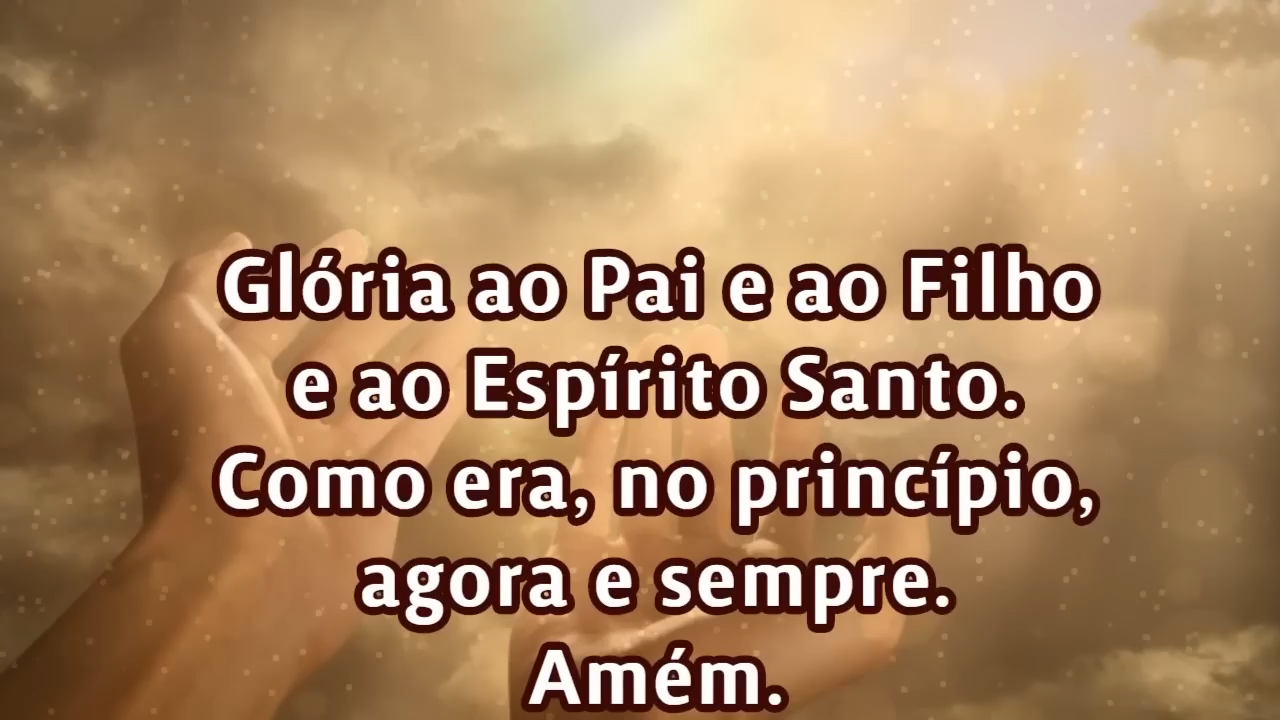 Glória ao Pai e ao Filho
e ao Espírito Santo.
Como era, no princípio,
agora e sempre.
Amém.